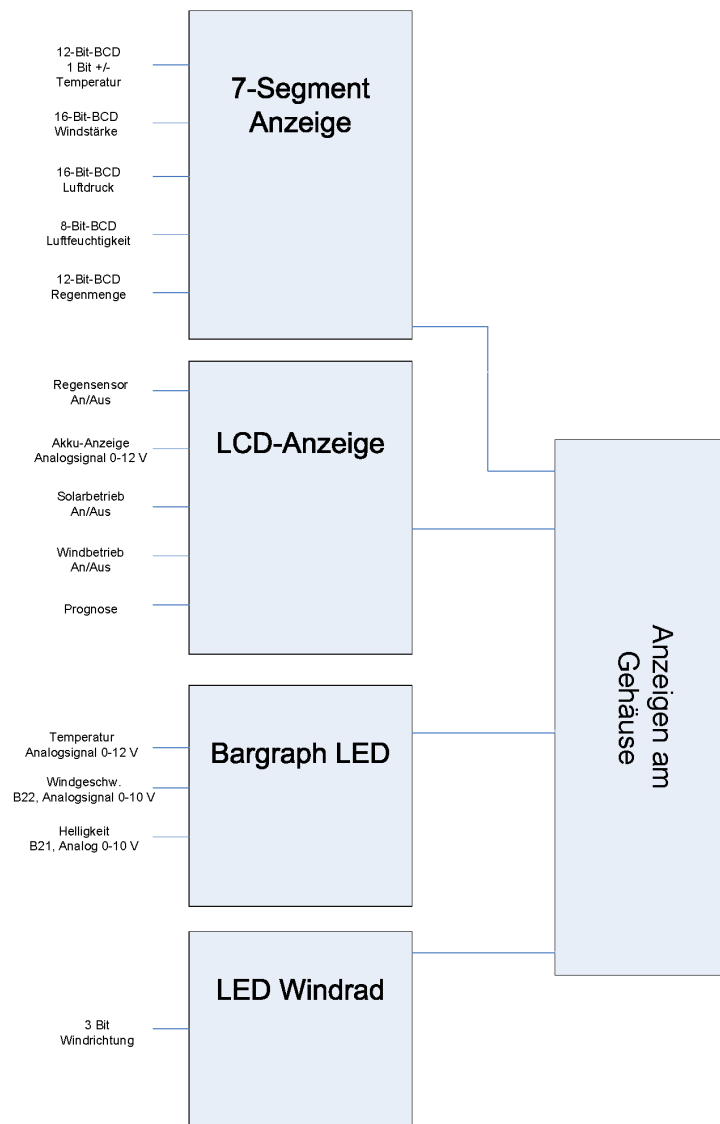 12-Bit-BCD
1 Bit +/-
Temperatur
16-Bit-BCD
Windstärke
16-Bit-BCD
Luftdruck
8-Bit-BCD
Luftfeuchtigkeit
12-Bit-BCD
Regenmenge
7-Segment
Anzeige
Regensensor
An/Aus
Akku-Anzeige
Analogsignal 0-12 V
Solarbetrieb
An/Aus
Windbetrieb
An/Aus
Prognose
LCD-Anzeige
Temperatur
Analogsignal 0-12 V
Windgeschw.
B22, Analogsignal 0-10 V
Helligkeit
B21, Analog 0-10 V
Bargraph LED
3 Bit
Windrichtung
LED Windrad
Anzeigen am
Gehäuse